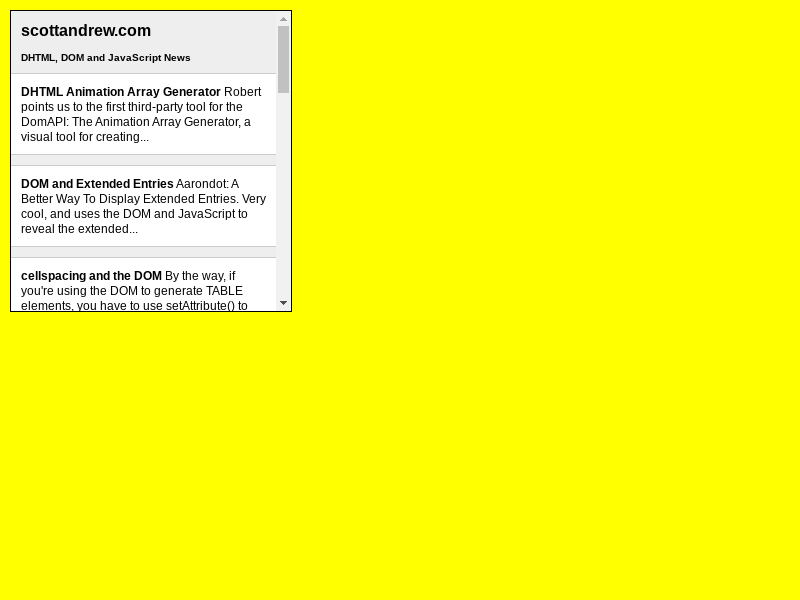 scottandrew.com
DHTML, DOM and JavaScript News
DHTML Animation Array Generator Robert
points us to the first third-party tool for the
DomAPI: The Animation Array Generator, a
visual tool for creating...
DOM and Extended Entries Aarondot: A
Better Way To Display Extended Entries. Very
cool, and uses the DOM and JavaScript to
reveal the extended...
cellspacing and the DOM By the way, if
you're using the DOM to generate TABLE
elements, you have to use setAttribute() to